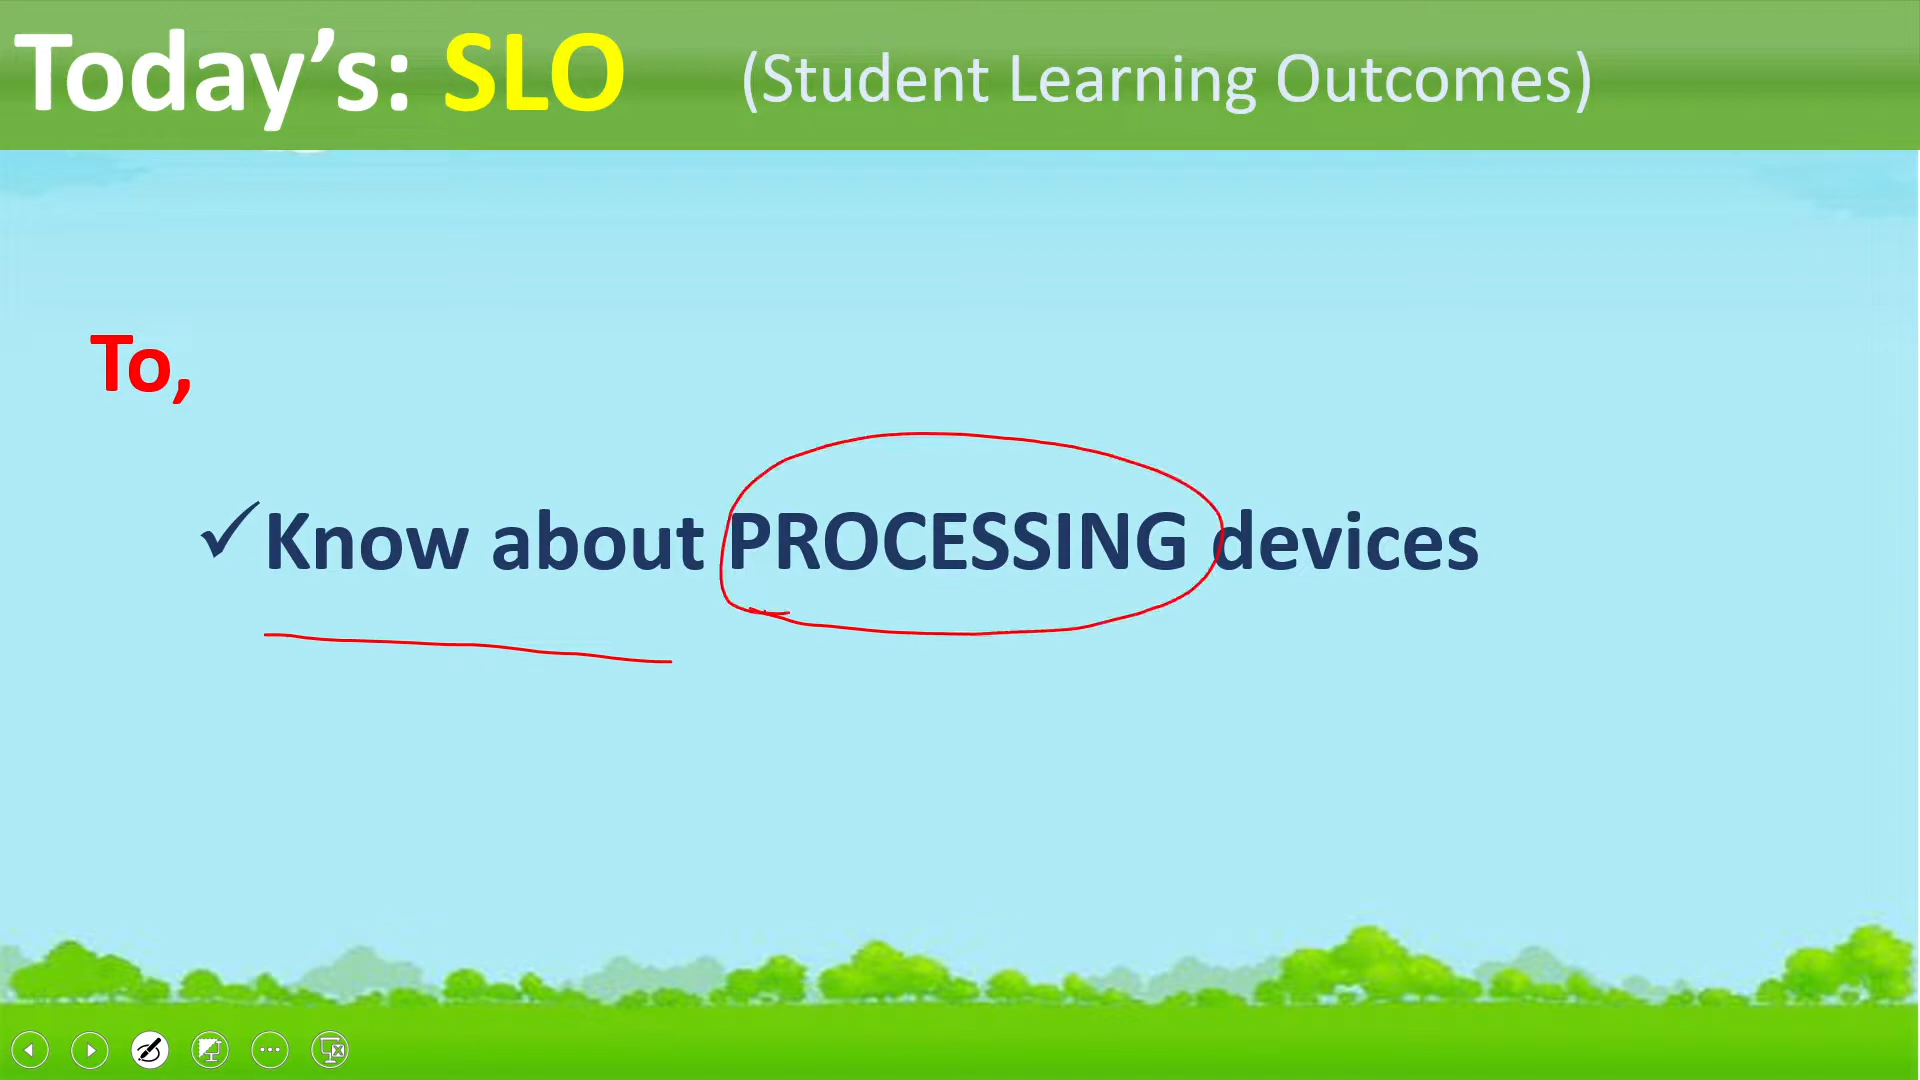 Today’s: SLO (Student Learning Outcomes)
To,
✓Know about PROCESSING devices